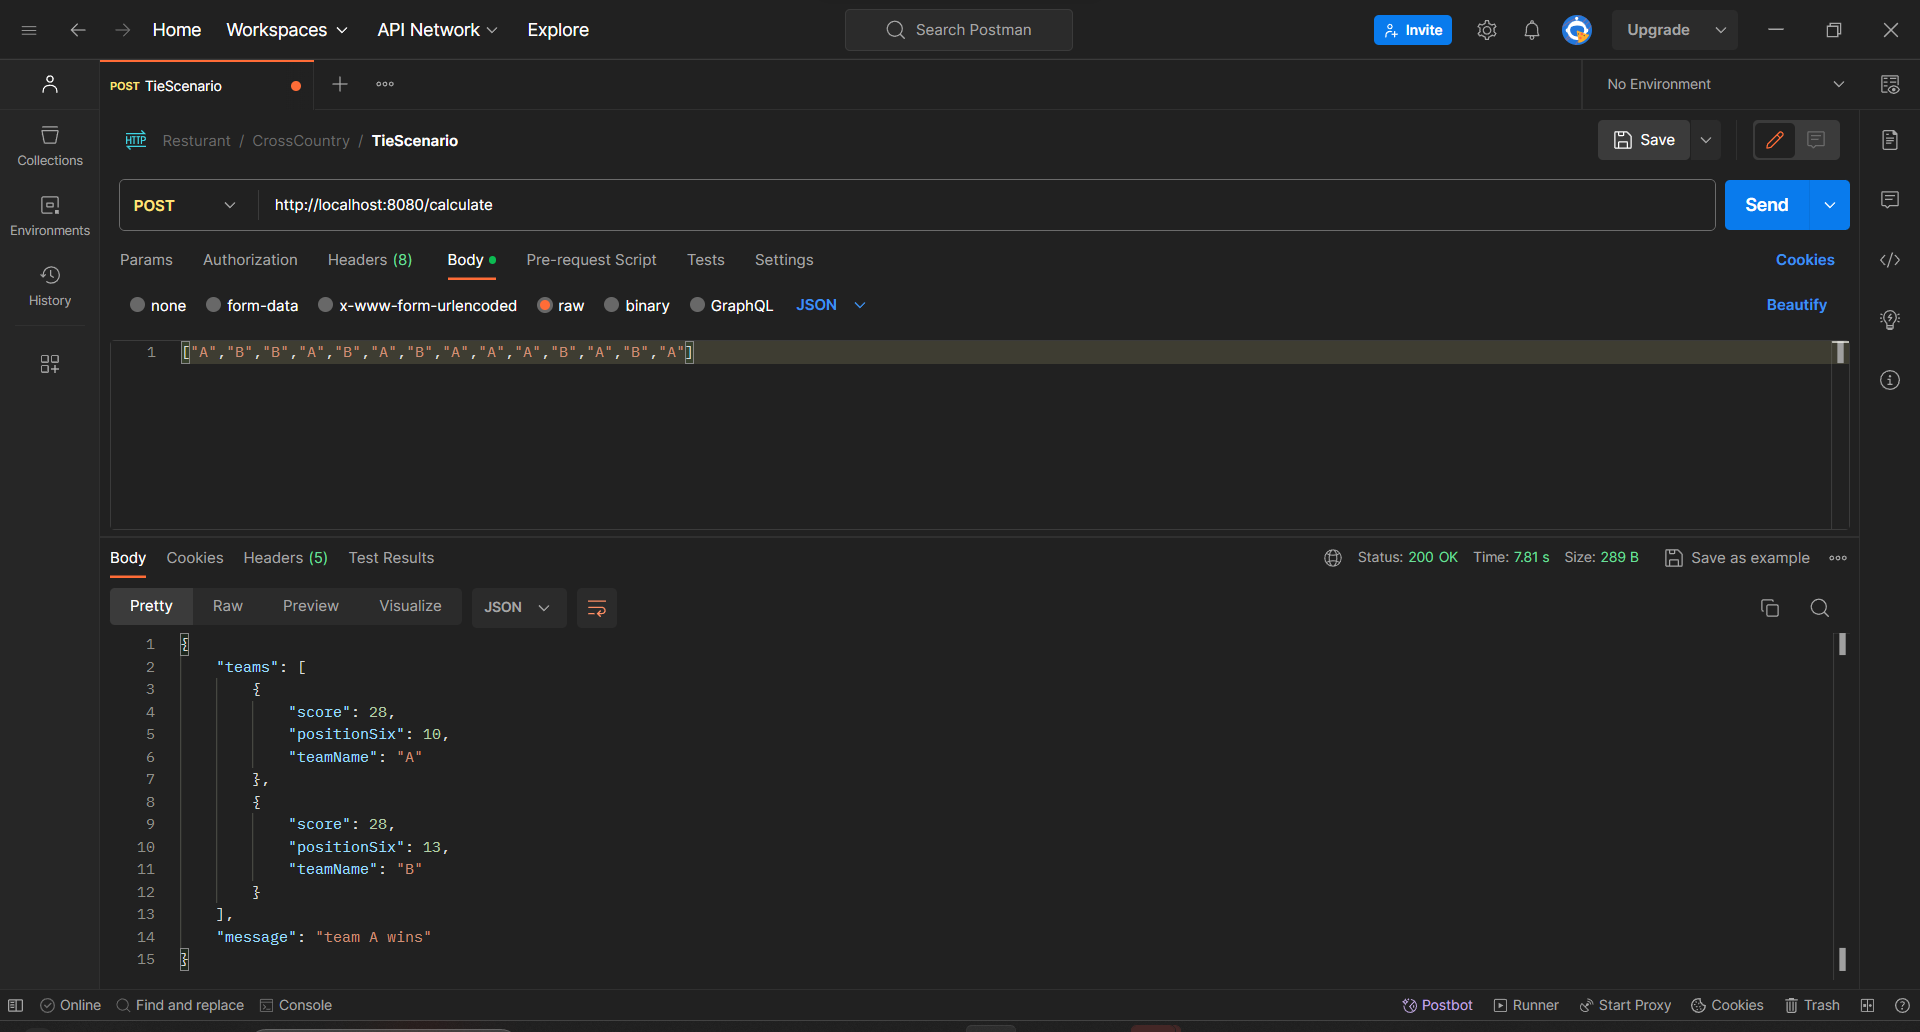 Home Workspaces API Network Explore Search Postman Invite Upgrade
POST TieScenario No Environment
HTTP Resturant / CrossCountry / TieScenario Save
Collections
Environments
History
POST http://localhost:8080/calculate Send
Params Authorization Headers (8) Body Pre-request Script Tests Settings Cookies
none form-data x-www-form-urlencoded raw binary GraphQL JSON Beautify
1 ["A","B","B","A","B","A","B","A","A","A","B","A","B","A"]
Body Cookies Headers (5) Test Results Status: 200 OK Time: 7.81 s Size: 289 B Save as example
Pretty Raw Preview Visualize JSON
1 {
2 "teams": [
3 {
4 "score": 28,
5 "positionSix": 10,
6 "teamName": "A"
7 },
8 {
9 "score": 28,
10 "positionSix": 13,
11 "teamName": "B"
12 }
13 ],
14 "message": "team A wins"
15 }
Online Find and replace Console Postbot Runner Start Proxy Cookies Trash